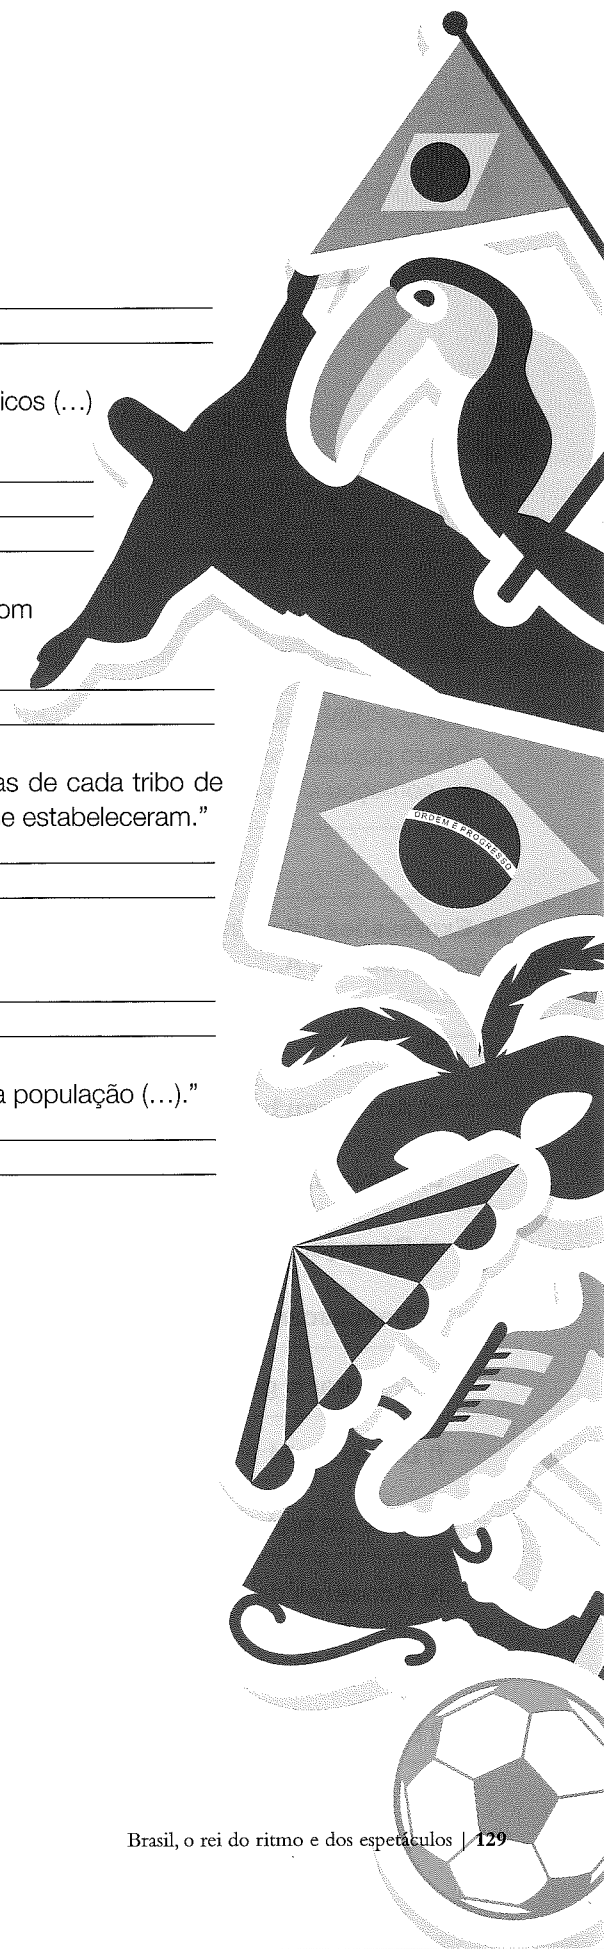 icos (…)
om
as de cada tribo de
e estabeleceram.”
ORDEM E PROGRESSO
a população (…).”
Brasil, o rei do ritmo e dos espetáculos | 129